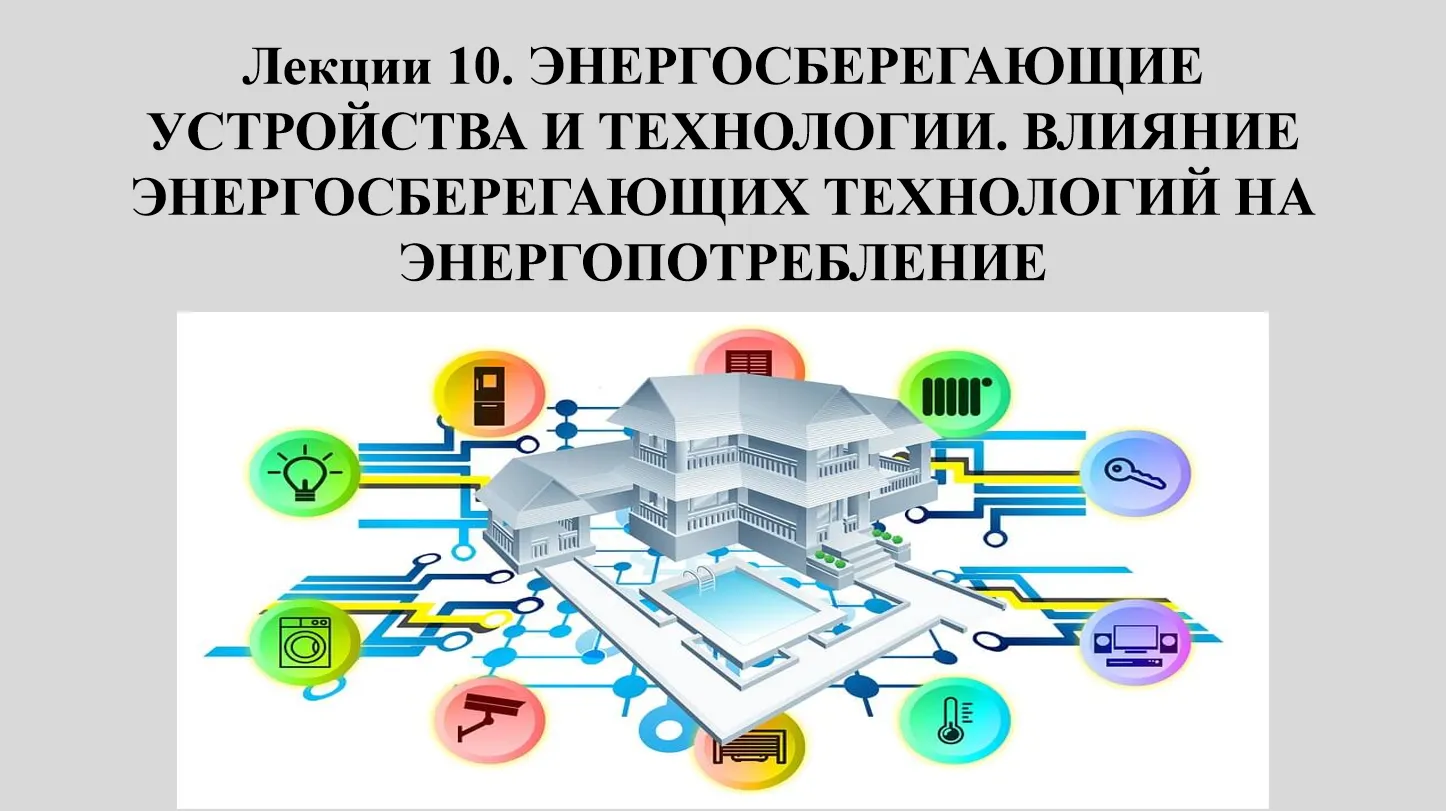 Лекции 10. ЭНЕРГОСБЕРЕГАЮЩИЕ
УСТРОЙСТВА И ТЕХНОЛОГИИ. ВЛИЯНИЕ
ЭНЕРГОСБЕРЕГАЮЩИХ ТЕХНОЛОГИЙ НА
ЭНЕРГОПОТРЕБЛЕНИЕ